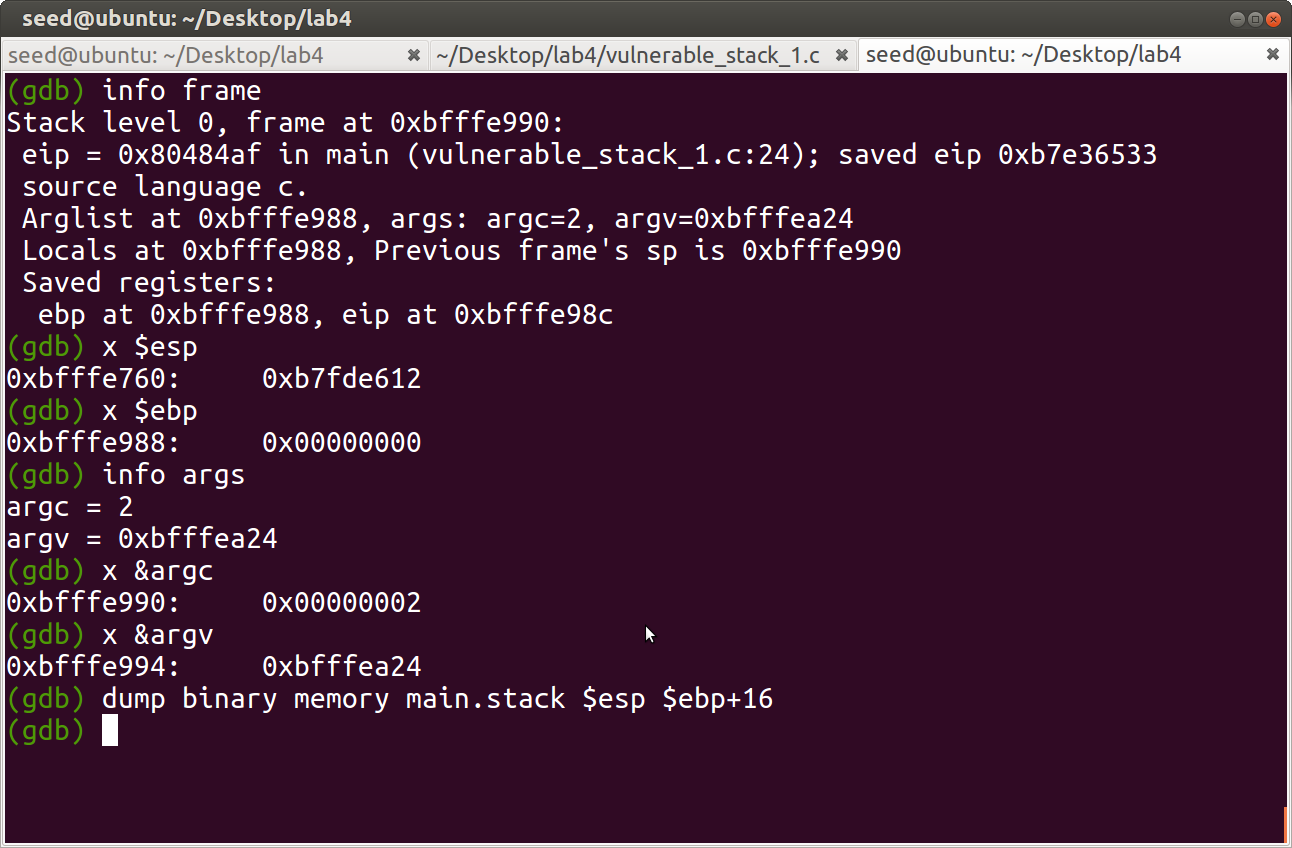 seed@ubuntu: ~/Desktop/lab4
seed@ubuntu: ~/Desktop/lab4 ~/Desktop/lab4/vulnerable_stack_1.c seed@ubuntu: ~/Desktop/lab4
(gdb) info frame
Stack level 0, frame at 0xbfffe990:
 eip = 0x80484af in main (vulnerable_stack_1.c:24); saved eip 0xb7e36533
 source language c.
 Arglist at 0xbfffe988, args: argc=2, argv=0xbfffea24
 Locals at 0xbfffe988, Previous frame's sp is 0xbfffe990
 Saved registers:
  ebp at 0xbfffe988, eip at 0xbfffe98c
(gdb) x $esp
0xbfffe760:     0xb7fde612
(gdb) x $ebp
0xbfffe988:     0x00000000
(gdb) info args
argc = 2
argv = 0xbfffea24
(gdb) x &argc
0xbfffe990:     0x00000002
(gdb) x &argv
0xbfffe994:     0xbfffea24
(gdb) dump binary memory main.stack $esp $ebp+16
(gdb)